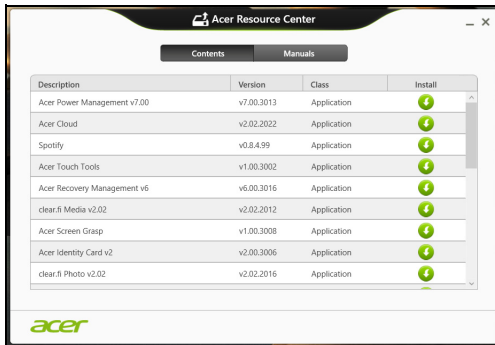 Acer Resource Center
Contents Manuals
Description Version Class Install
Acer Power Management v7.00 v7.00.3013 Application
Acer Cloud v2.02.2022 Application
Spotify v0.8.4.99 Application
Acer Touch Tools v1.00.3002 Application
Acer Recovery Management v6 v6.00.3016 Application
clear.fi Media v2.02 v2.02.2012 Application
Acer Screen Grasp v1.00.3008 Application
Acer Identity Card v2 v2.00.3006 Application
clear.fi Photo v2.02 v2.02.2016 Application
acer